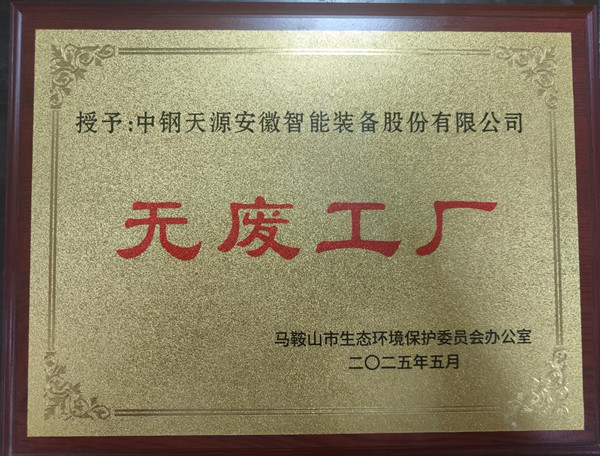 授予:中钢天源安徽智能装备股份有限公司
无废工厂
马鞍山市生态环境保护委员会办公室
二〇二五年五月